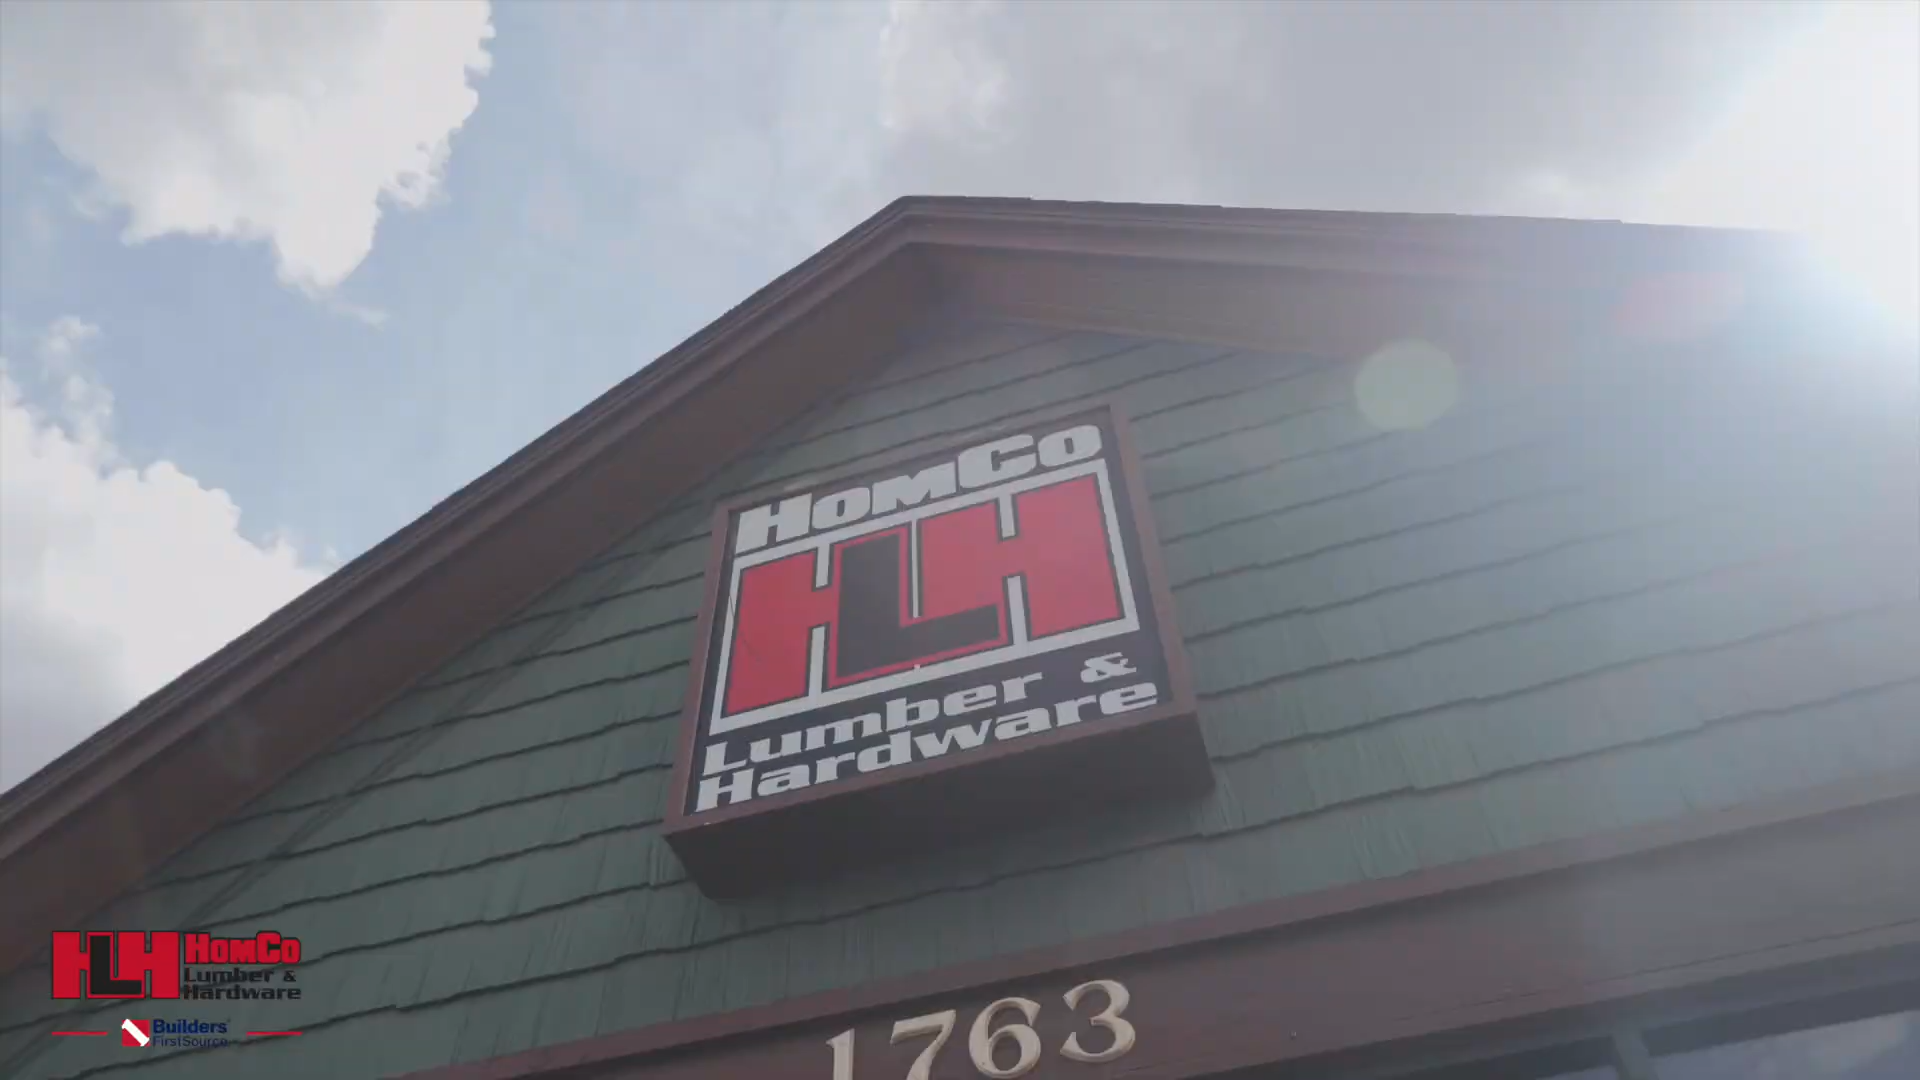 HomCo
HLH
Lumber &
Hardware
1763
HLH HomCo
Lumber &
Hardware
Builders
FirstSource